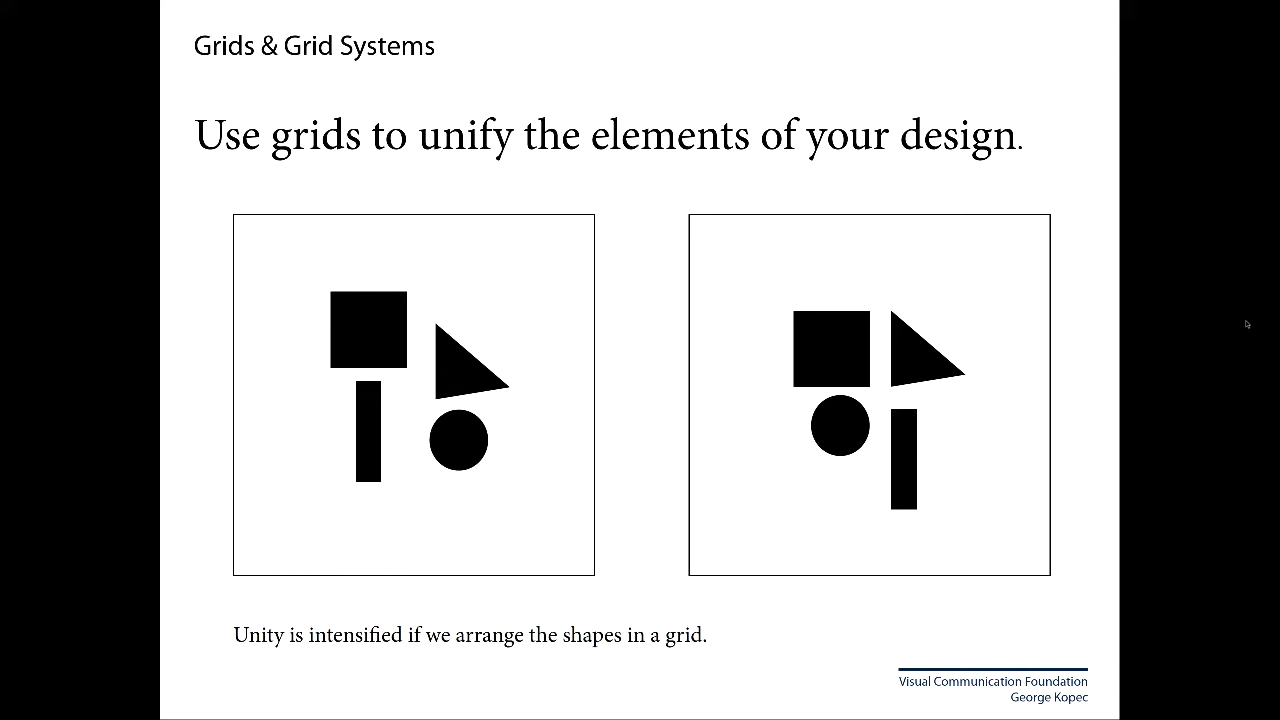 Grids & Grid Systems
Use grids to unify the elements of your design.
Unity is intensified if we arrange the shapes in a grid.
Visual Communication Foundation
George Kopec